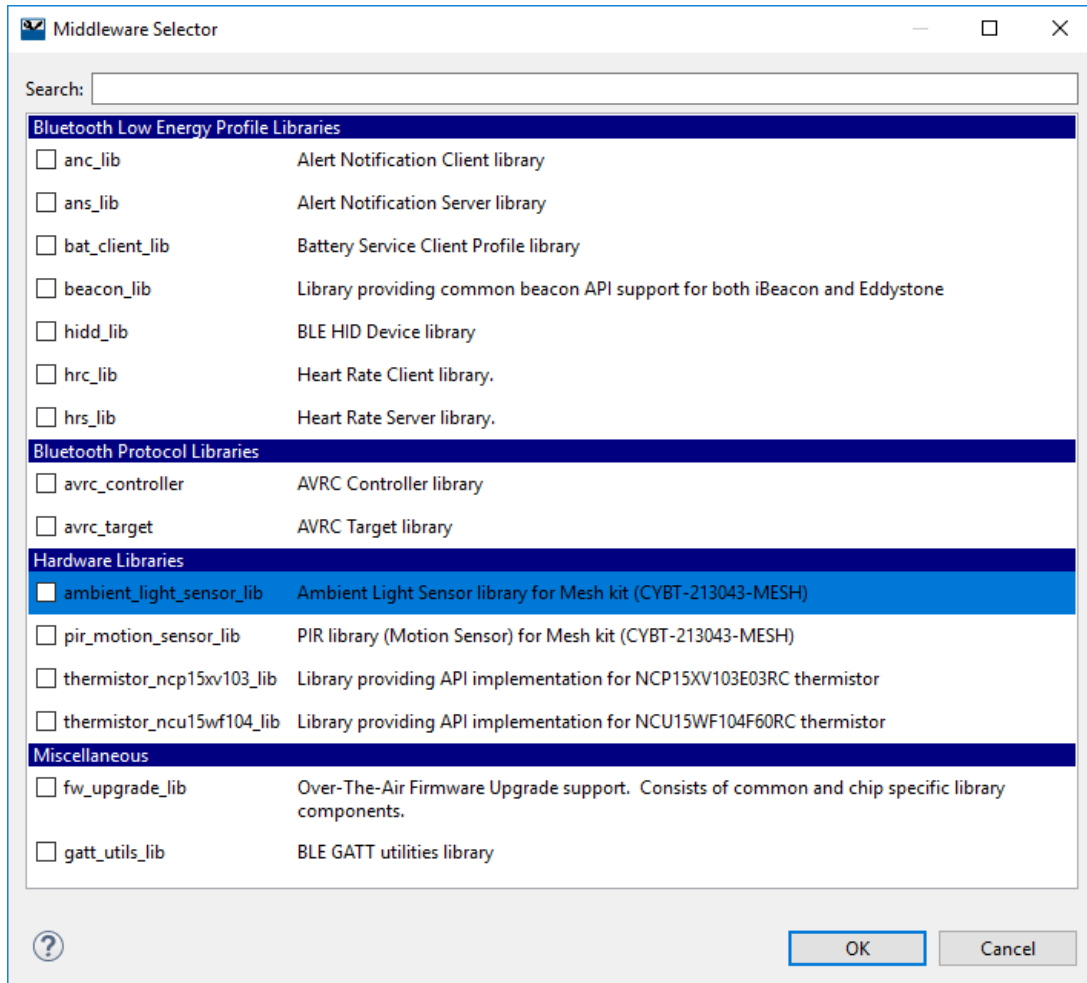 Middleware Selector
Search:
Bluetooth Low Energy Profile Libraries
anc_lib Alert Notification Client library
ans_lib Alert Notification Server library
bat_client_lib Battery Service Client Profile library
beacon_lib Library providing common beacon API support for both iBeacon and Eddystone
hidd_lib BLE HID Device library
hrc_lib Heart Rate Client library.
hrs_lib Heart Rate Server library.
Bluetooth Protocol Libraries
avrc_controller AVRC Controller library
avrc_target AVRC Target library
Hardware Libraries
ambient_light_sensor_lib Ambient Light Sensor library for Mesh kit (CYBT-213043-MESH)
pir_motion_sensor_lib PIR library (Motion Sensor) for Mesh kit (CYBT-213043-MESH)
thermistor_ncp15xv103_lib Library providing API implementation for NCP15XV103E03RC thermistor
thermistor_ncu15wf104_lib Library providing API implementation for NCU15WF104F60RC thermistor
Miscellaneous
fw_upgrade_lib Over-The-Air Firmware Upgrade support. Consists of common and chip specific library
components.
gatt_utils_lib BLE GATT utilities library
? OK Cancel